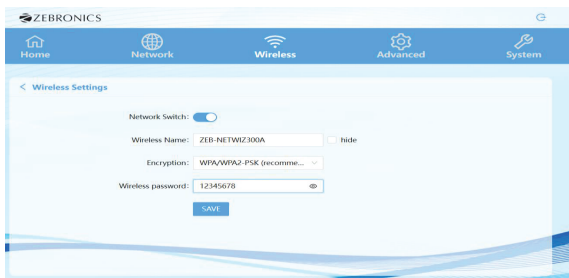 ZEBRONICS
Home Network Wireless Advanced System
< Wireless Settings
Network Switch:
Wireless Name: ZEB-NETWIZ300A hide
Encryption: WPA/WPA2-PSK (recomme...
Wireless password: 12345678
SAVE